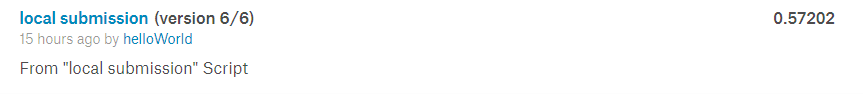 local submission (version 6/6) 0.57202
15 hours ago by helloWorld
From "local submission" Script